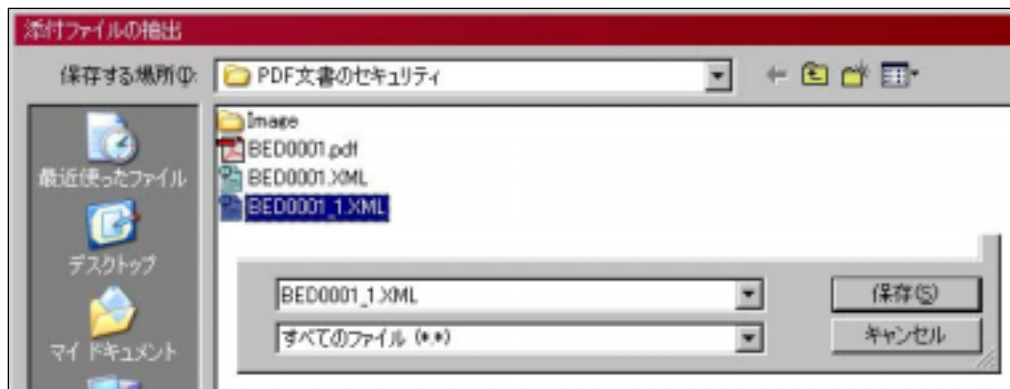 添付ファイルの抽出
保存する場所(I):
PDF文書のセキュリティ
最近使ったファイル
デスクトップ
マイ ドキュメント
Image
BED0001.pdf
BED0001.XML
BED0001_1.XML
BED0001_1.XML
保存(S)
すべてのファイル (*.*)
キャンセル